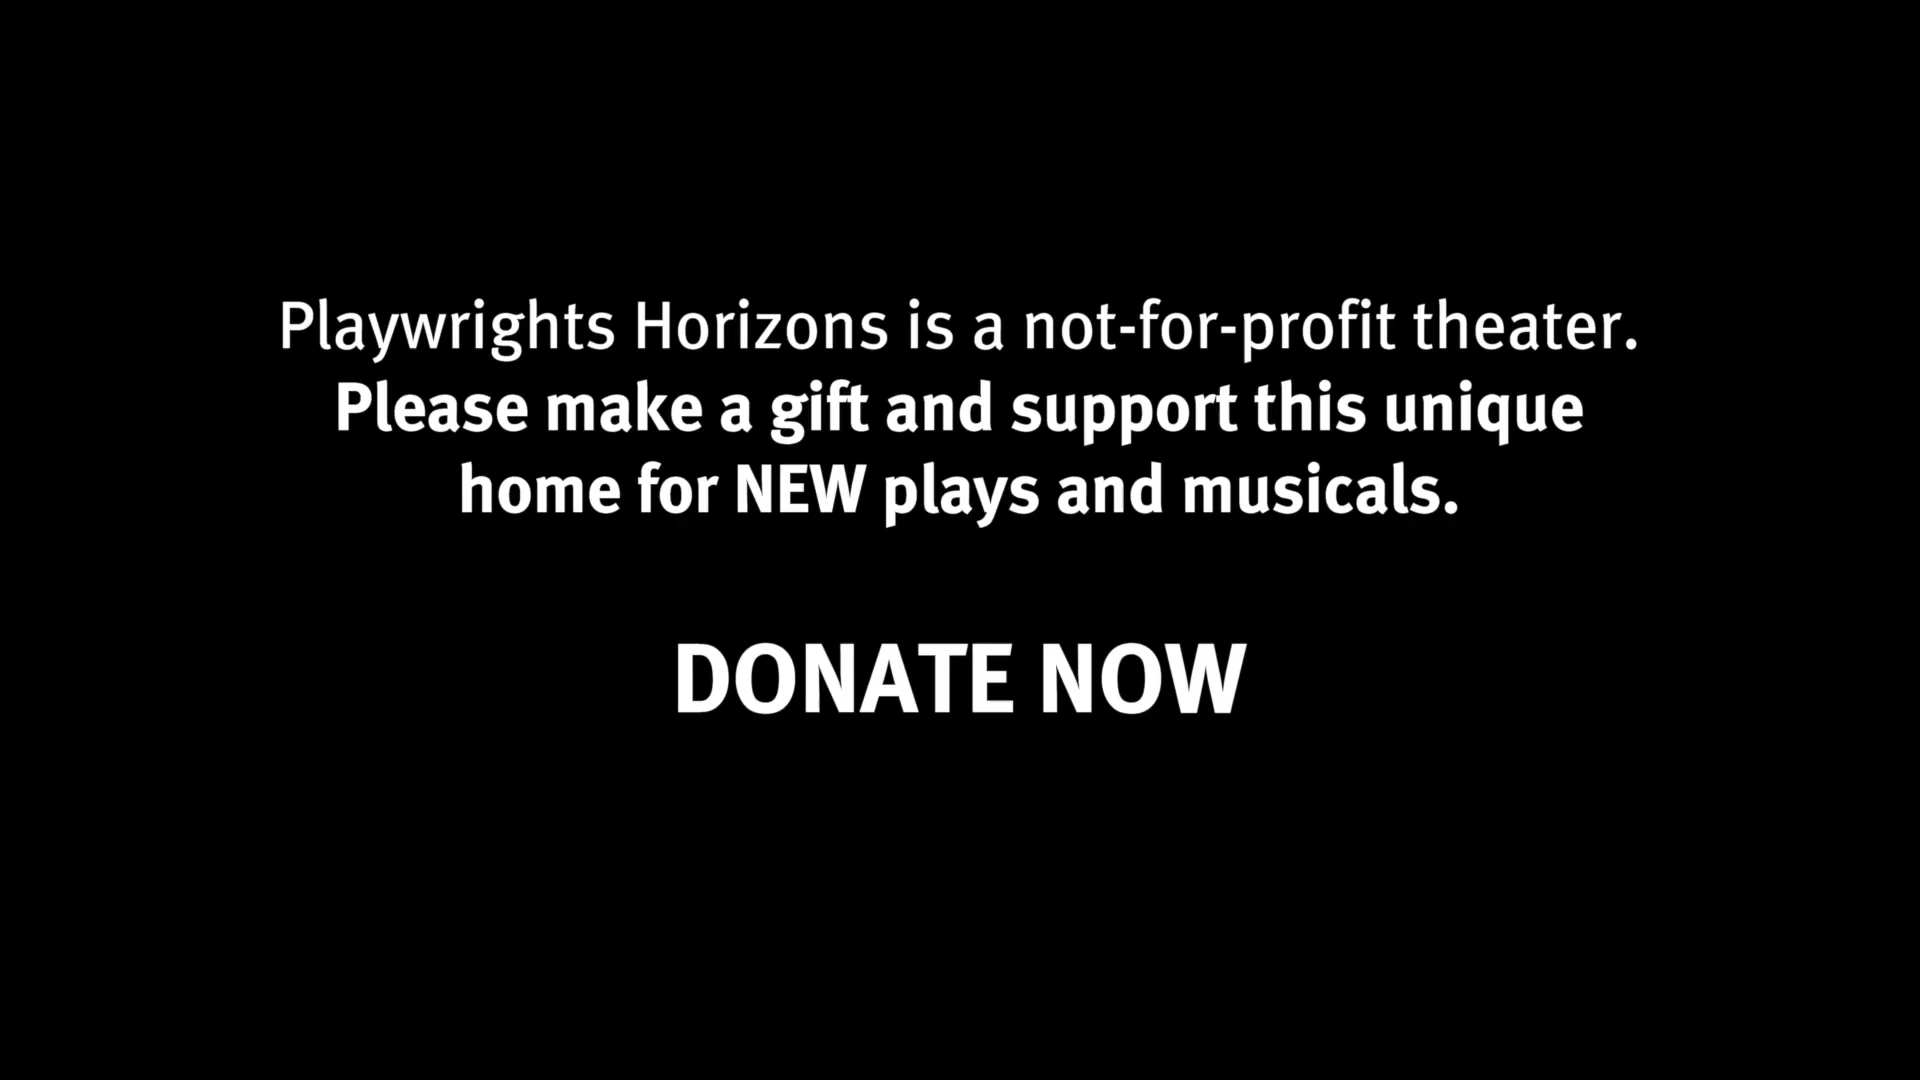 Playwrights Horizons is a not-for-profit theater.
Please make a gift and support this unique
home for NEW plays and musicals.
DONATE NOW